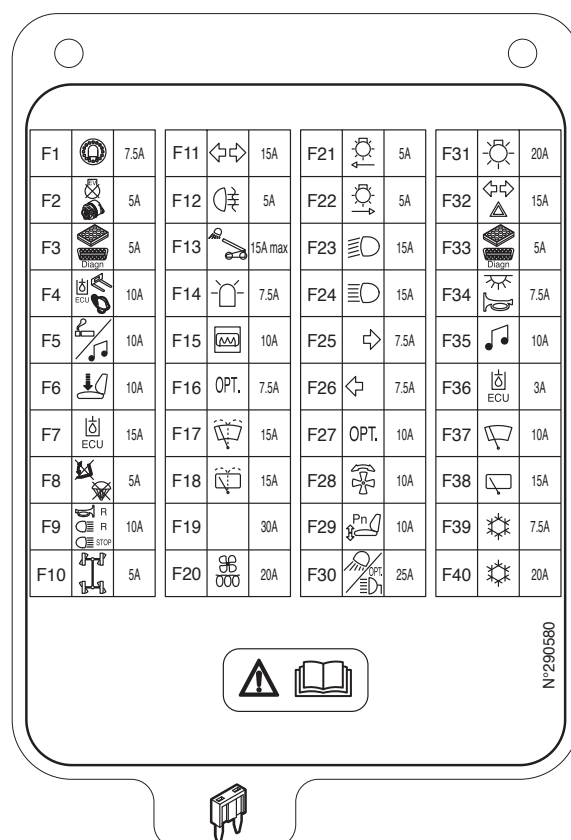 F1 7.5A F11 15A F21 5A F31 20A
F2 5A F12 5A F22 5A F32 15A
F3 Diagn 5A F13 15A max F23 15A F33 Diagn 5A
F4 ECU 10A F14 7.5A F24 15A F34 7.5A
F5 10A F15 10A F25 7.5A F35 10A
F6 10A F16 OPT. 7.5A F26 7.5A F36 ECU 3A
F7 ECU 15A F17 15A F27 OPT. 10A F37 10A
F8 5A F18 15A F28 10A F38 15A
F9 R R STOP 10A F19 30A F29 Pn 10A F39 7.5A
F10 5A F20 20A F30 OPT. 25A F40 20A
N°290580